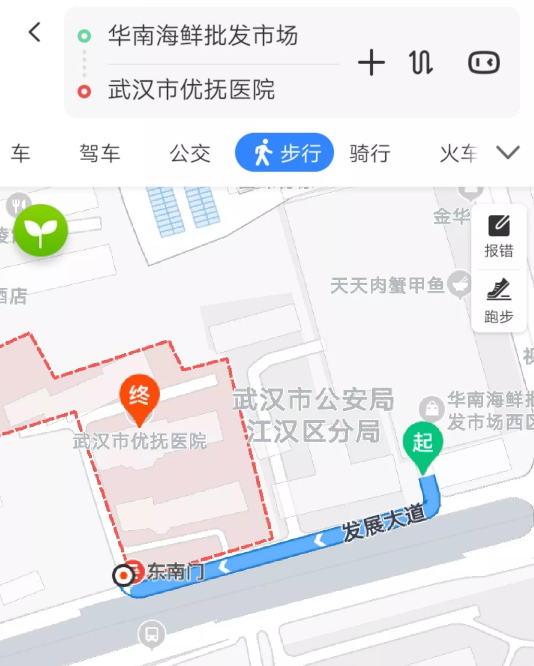 华南海鲜批发市场
武汉市优抚医院
车
驾车
公交
步行
骑行
火车
金华
报错
天天肉蟹甲鱼
酒店
跑步
终
武汉市公安局
江汉区分局
华南海鲜批
发市场西区
武汉市优抚医院
起
发展大道
东南门